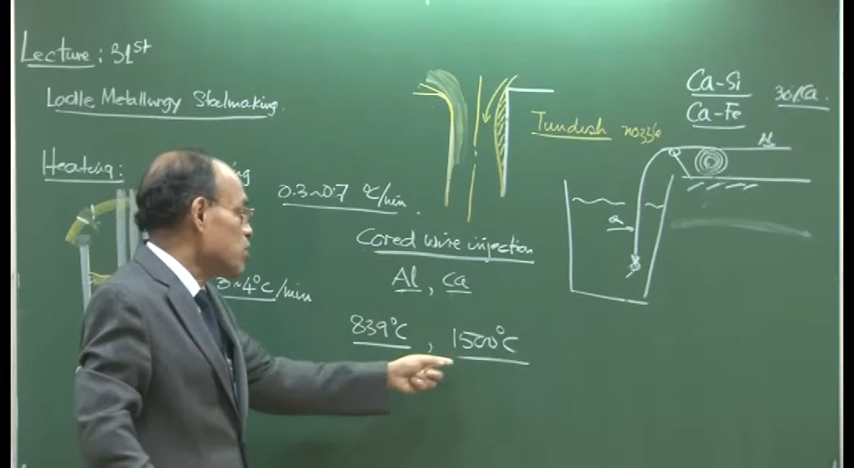 Lecture: 31st
Ladle Metallurgy Steelmaking.
Heating:
0.3~0.7 °C/min.
3~4°C/min
Cored wire injection
Al, Ca
839°C, 1500°C
Tundish nozzle
Ca-Si
Ca-Fe
30% Ca.